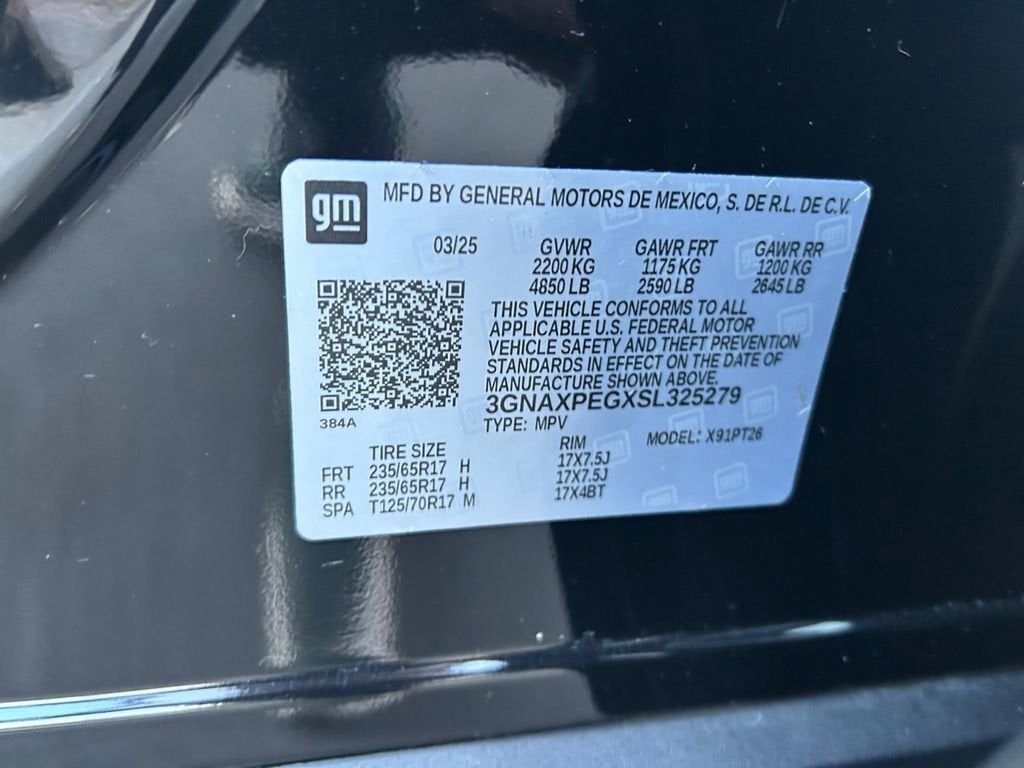 gm
MFD BY GENERAL MOTORS DE MEXICO, S. DE R.L. DE C.V.
03/25 GVWR GAWR FRT GAWR RR
2200 KG 1175 KG 1200 KG
4850 LB 2590 LB 2645 LB
THIS VEHICLE CONFORMS TO ALL
APPLICABLE U.S. FEDERAL MOTOR
VEHICLE SAFETY AND THEFT PREVENTION
STANDARDS IN EFFECT ON THE DATE OF
MANUFACTURE SHOWN ABOVE.
3GNAXPEGXSL325279
384A
TYPE: MPV
MODEL: X91PT26
TIRE SIZE RIM
FRT 235/65R17 H 17X7.5J
RR 235/65R17 H 17X7.5J
SPA T125/70R17 M 17X4BT